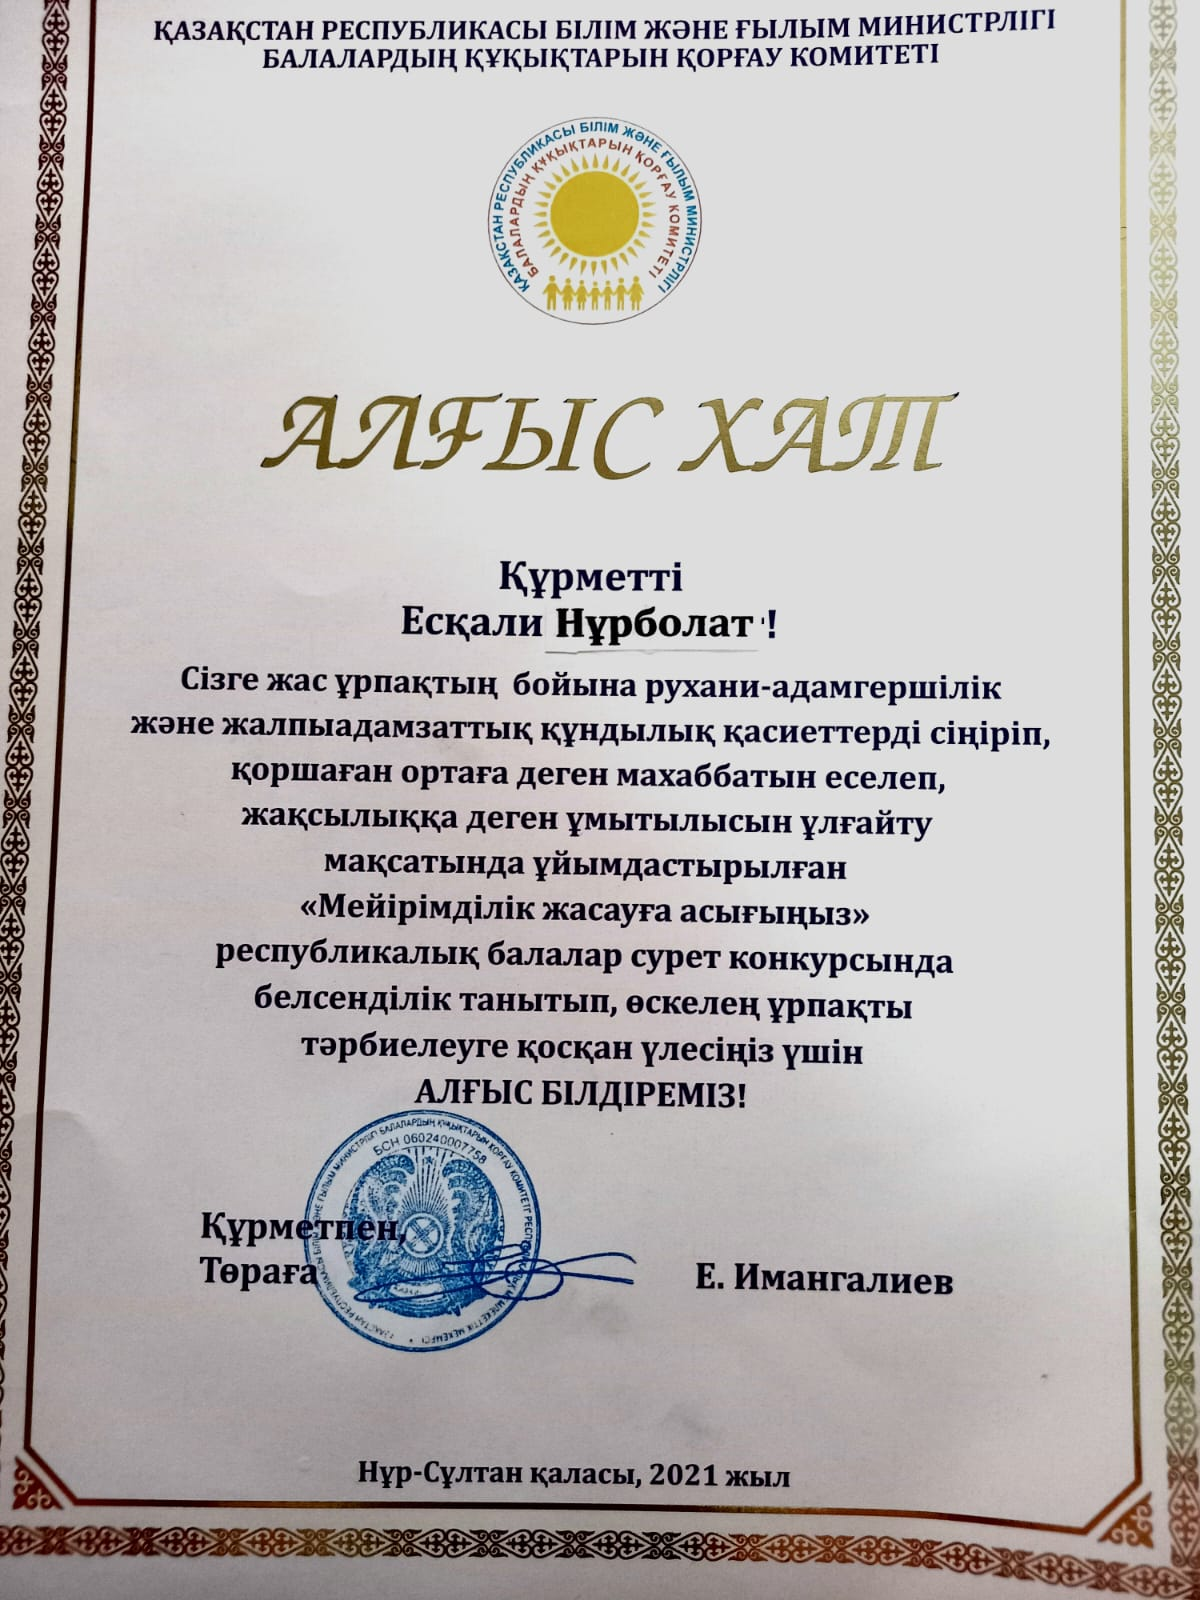 ҚАЗАҚСТАН РЕСПУБЛИКАСЫ БІЛІМ ЖӘНЕ ҒЫЛЫМ МИНИСТРЛІГІ
БАЛАЛАРДЫҢ ҚҰҚЫҚТАРЫН ҚОРҒАУ КОМИТЕТІ
ҚАЗАҚСТАН РЕСПУБЛИКАСЫ БІЛІМ ЖӘНЕ ҒЫЛЫМ МИНИСТРЛІГІ
БАЛАЛАРДЫҢ ҚҰҚЫҚТАРЫН ҚОРҒАУ КОМИТЕТІ
АЛҒЫС ХАТ
Құрметті
Есқали Нұрболат !
Сізге жас ұрпақтың бойына рухани-адамгершілік
және жалпыадамзаттық құндылық қасиеттерді сіңіріп,
қоршаған ортаға деген махаббатын еселеп,
жақсылыққа деген ұмытылысын ұлғайту
мақсатында ұйымдастырылған
«Мейірімділік жасауға асығыңыз»
республикалық балалар сурет конкурсында
белсенділік танытып, өскелең ұрпақты
тәрбиелеуге қосқан үлесіңіз үшін
АЛҒЫС БІЛДІРЕМІЗ!
БСН 060240007758
Құрметпен,
Төраға Е. Имангалиев
Нұр-Сұлтан қаласы, 2021 жыл